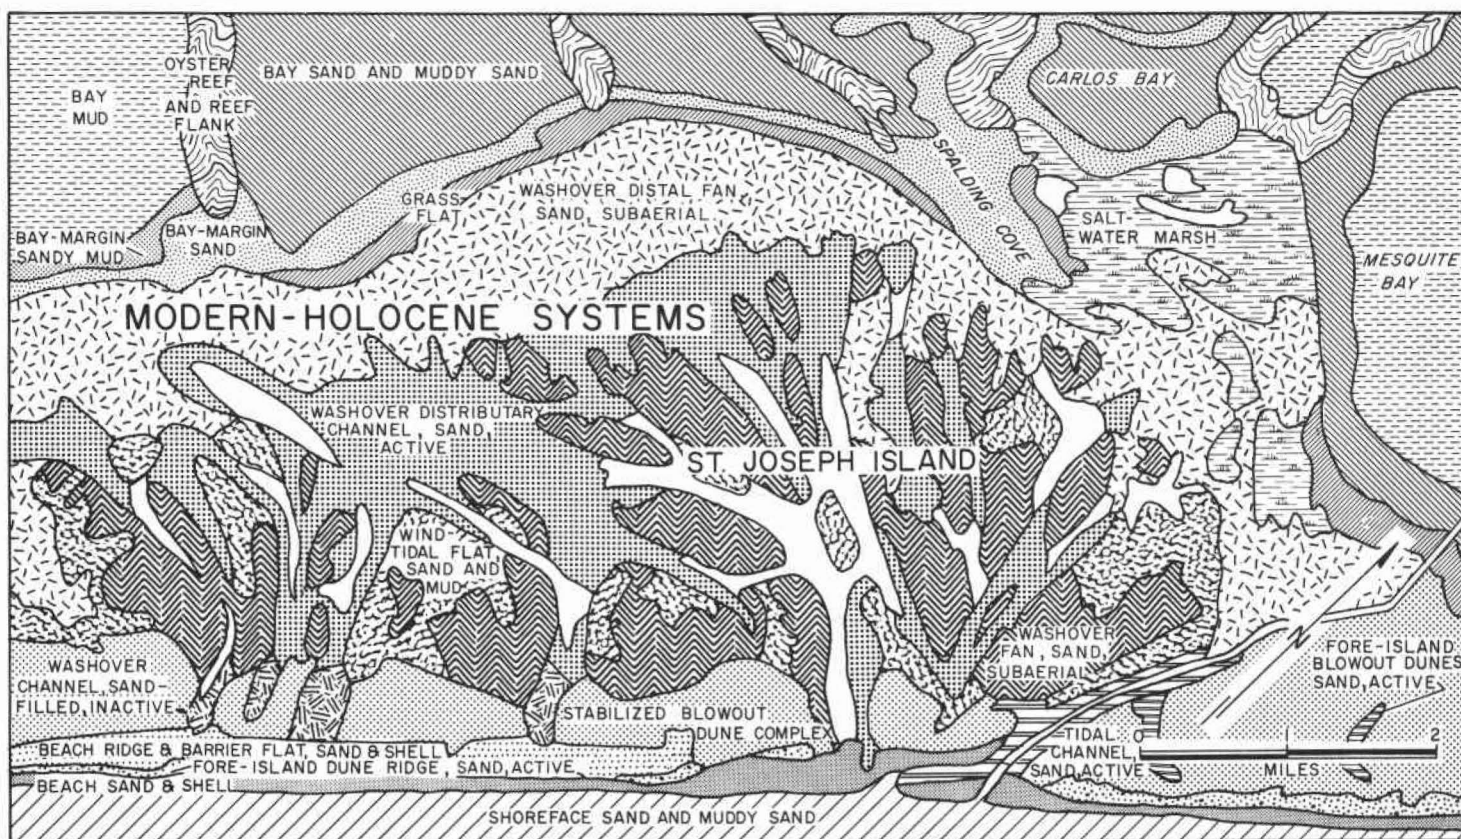 OYSTER
REEF
AND REEF
FLANK
BAY SAND AND MUDDY SAND
CARLOS BAY
BAY
MUD
SPALDING
COVE
WASHOVER DISTAL FAN
SAND, SUBAERIAL
GRASS-
FLAT
SALT-
WATER MARSH
BAY-MARGIN
SANDY MUD
BAY-MARGIN
SAND
MESQUITE
BAY
MODERN-HOLOCENE SYSTEMS
WASHOVER DISTRIBUTARY
CHANNEL, SAND,
ACTIVE
ST. JOSEPH ISLAND
WIND-
TIDAL FLAT,
SAND AND
MUD
WASHOVER
FAN, SAND,
SUBAERIAL
N
FORE-ISLAND
BLOWOUT DUNES
SAND, ACTIVE
WASHOVER
CHANNEL, SAND-
FILLED, INACTIVE
STABILIZED BLOWOUT
DUNE COMPLEX
TIDAL
CHANNEL,
SAND, ACTIVE
0 1 2
MILES
BEACH RIDGE & BARRIER FLAT, SAND & SHELL
FORE-ISLAND DUNE RIDGE, SAND, ACTIVE
BEACH SAND & SHELL
SHOREFACE SAND AND MUDDY SAND